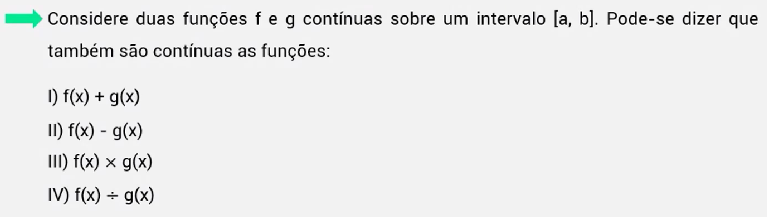 Considere duas funções f e g contínuas sobre um intervalo [a, b]. Pode-se dizer que
também são contínuas as funções:
I) f(x) + g(x)
II) f(x) - g(x)
III) f(x) × g(x)
IV) f(x) ÷ g(x)